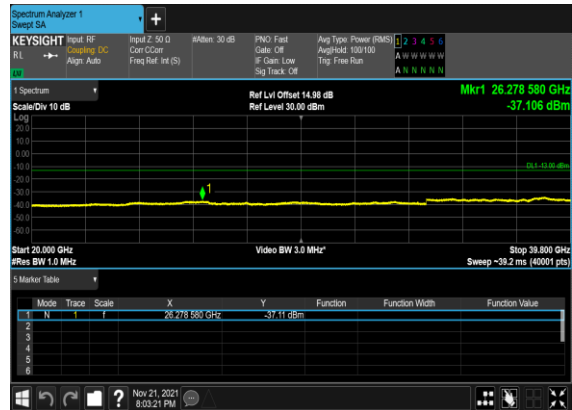 Spectrum Analyzer 1
Swept SA
KEYSIGHT Input: RF Input Z: 50 Ω #Atten: 30 dB PNO: Fast Avg Type: Power (RMS) 1 2 3 4 5 6
RL Coupling: DC Corr CCorr Gate: Off Avg|Hold: 100/100 A W W W W W
Align: Auto Freq Ref: Int (S) IF Gain: Low Trig: Free Run
Sig Track: Off A N N N N N
1 Spectrum Ref Lvl Offset 14.98 dB Mkr1 26.278 580 GHz
Scale/Div 10 dB Ref Level 30.00 dBm -37.106 dBm
Log
20.0
10.0
0.00
-10.0
DL1 -13.00 dBm
-20.0
-30.0
1
-40.0
-50.0
-60.0
Start 20.000 GHz Video BW 3.0 MHz* Stop 39.800 GHz
#Res BW 1.0 MHz Sweep ~39.2 ms (40001 pts)
5 Marker Table
Mode Trace Scale X Y Function Function Width Function Value
1 N 1 f 26.278 580 GHz -37.11 dBm
2
3
4
5
6
? Nov 21, 2021
8:03:21 PM